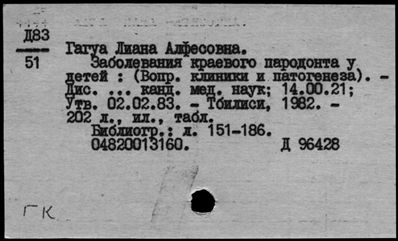 Д83
51
Гагуа Лиана Алфесовна.
Заболевания краевого пародонта у
детей : (Вопр. клиники и патогенеза). -
Дис. ... канд. мед. наук; 14.00.21;
Утв. 02.02.83. - Тбилиси, 1982. -
202 л., ил., табл.
Библиогр.: л. 151-186.
04820013160. Д 96428
ГК